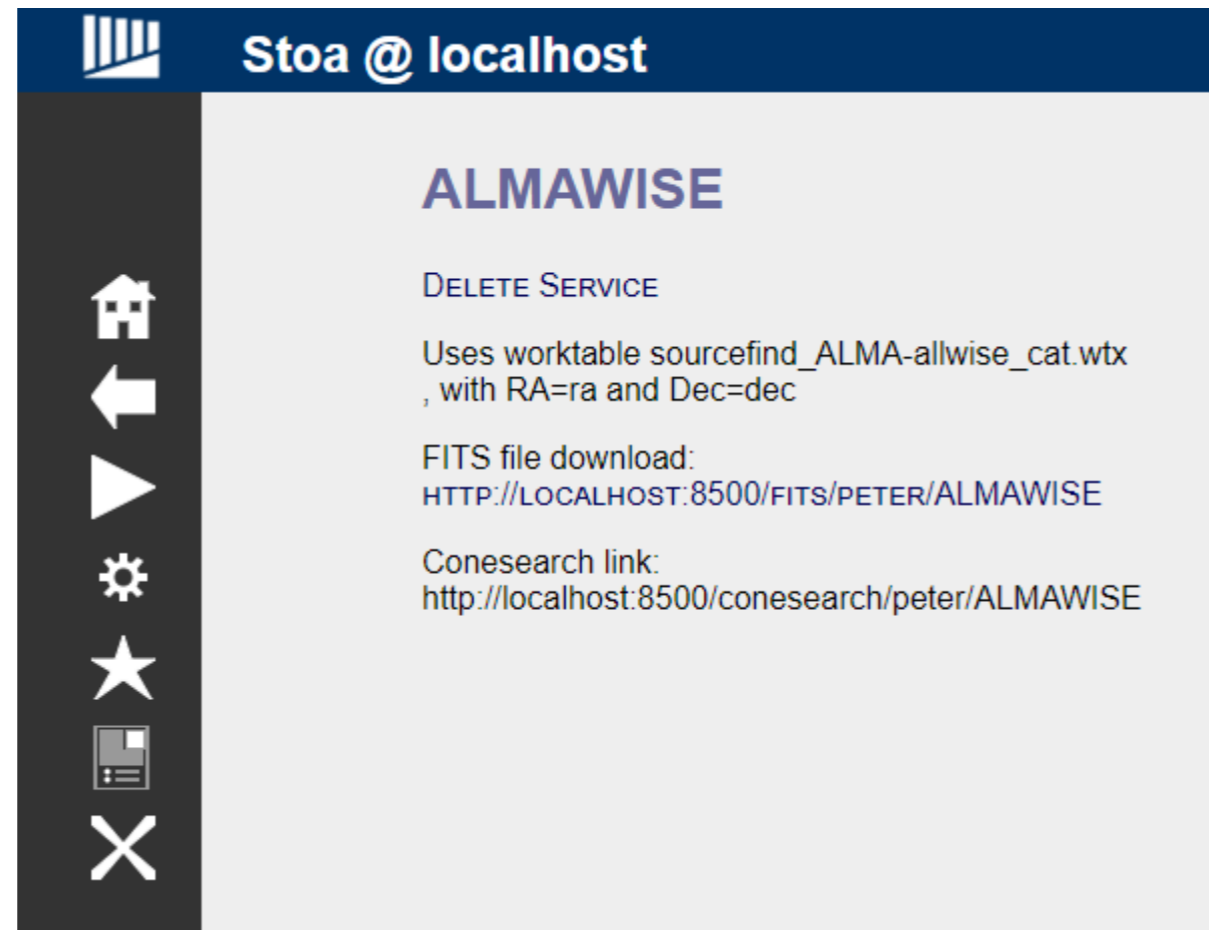 Stoa @ localhost
ALMAWISE
Delete Service
Uses worktable sourcefind_ALMA-allwise_cat.wtx
, with RA=ra and Dec=dec
FITS file download:
http://localhost:8500/fits/peter/ALMAWISE
Conesearch link:
http://localhost:8500/conesearch/peter/ALMAWISE